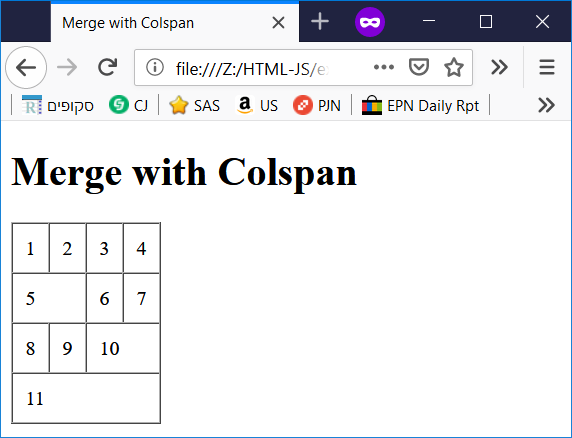 Merge with Colspan
file:///Z:/HTML-JS/e
סקופים CJ SAS US PJN EPN Daily Rpt
Merge with Colspan
1 2 3 4
5 6 7
8 9 10
11